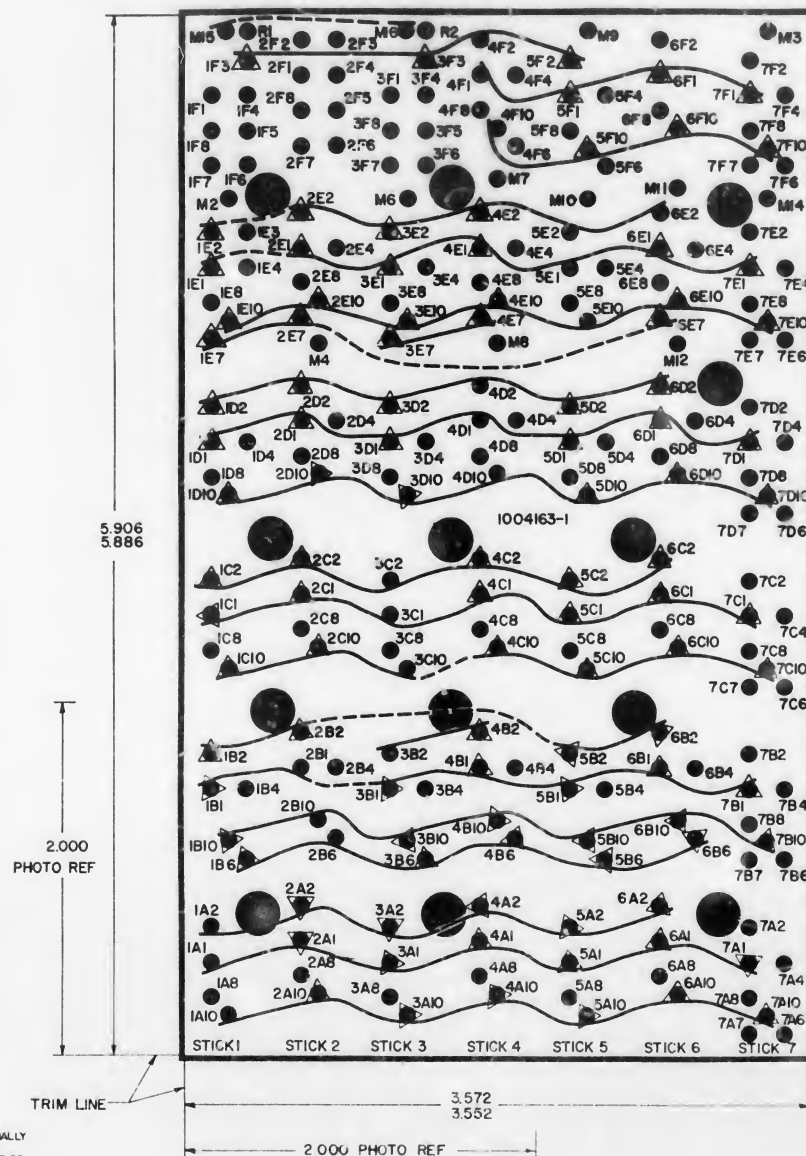 M15 R1 M6 R2 M9 M13
2F2 2F3 4F2 6F2
1F3 3F3 5F2 7F2
2F1 2F4 3F1 3F4 4F1 4F4 6F1
1F1 1F4 2F8 2F5 4F8 5F1 5F4 7F1 7F4
1F8 1F5 3F8 3F5 4F10 5F8 6F8 6F10 7F8
2F7 2F6 4F6 5F10 7F10
1F7 1F6 3F7 3F6 M7 5F6 7F7 7F6
M2 2E2 M6 M10 M11 M14
4E2 6E2
1E2 1E3 3E2 5E2 7E2
2E1 2E4 4E1 4E4 6E1 6E4
1E1 1E4 3E1 3E4 5E1 5E4 7E1 7E4
2E8 4E8 6E8
1E8 2E10 3E8 4E10 5E8 6E10 7E8
1E10 3E10 5E10 7E10
2E7 4E7 6E7
1E7 M4 3E7 M8 M12 7E7 7E6
2D2 4D2 6D2
1D2 3D2 5D2 7D2
2D1 2D4 4D1 4D4 6D1 6D4
1D1 1D4 3D1 3D4 5D1 5D4 7D1 7D4
2D8 4D8 6D8
1D8 2D10 3D8 4D10 5D8 6D10 7D8
1D10 3D10 5D10 7D10
1004163-1
7D7 7D6
5.906
5.886
2C2 4C2 6C2
1C2 3C2 5C2 7C2
2C1 4C1 6C1
1C1 3C1 5C1 7C1 7C4
2C8 4C8 6C8
1C8 2C10 3C8 4C10 5C8 6C10 7C8
1C10 3C10 5C10 7C10
7C7 7C6
2B2 4B2 6B2
1B2 3B2 5B2 7B2
2B1 2B4 4B1 4B4 6B1 6B4
1B1 1B4 3B1 3B4 5B1 5B4 7B1 7B4
2B10 4B10 6B10 7B8
1B10 2B6 3B10 4B6 5B10 6B6 7B10
1B6 3B6 5B6 7B7 7B6
2.000
PHOTO REF
2A2 4A2 6A2
1A2 3A2 5A2 7A2
2A1 4A1 6A1
1A1 3A1 5A1 7A1 7A4
2A8 4A8 6A8
1A8 2A10 3A8 4A10 5A8 6A10 7A8 7A10
1A10 3A10 5A10 7A7 7A6
STICK 1 STICK 2 STICK 3 STICK 4 STICK 5 STICK 6 STICK 7
TRIM LINE
3.572
3.552
2.000 PHOTO REF